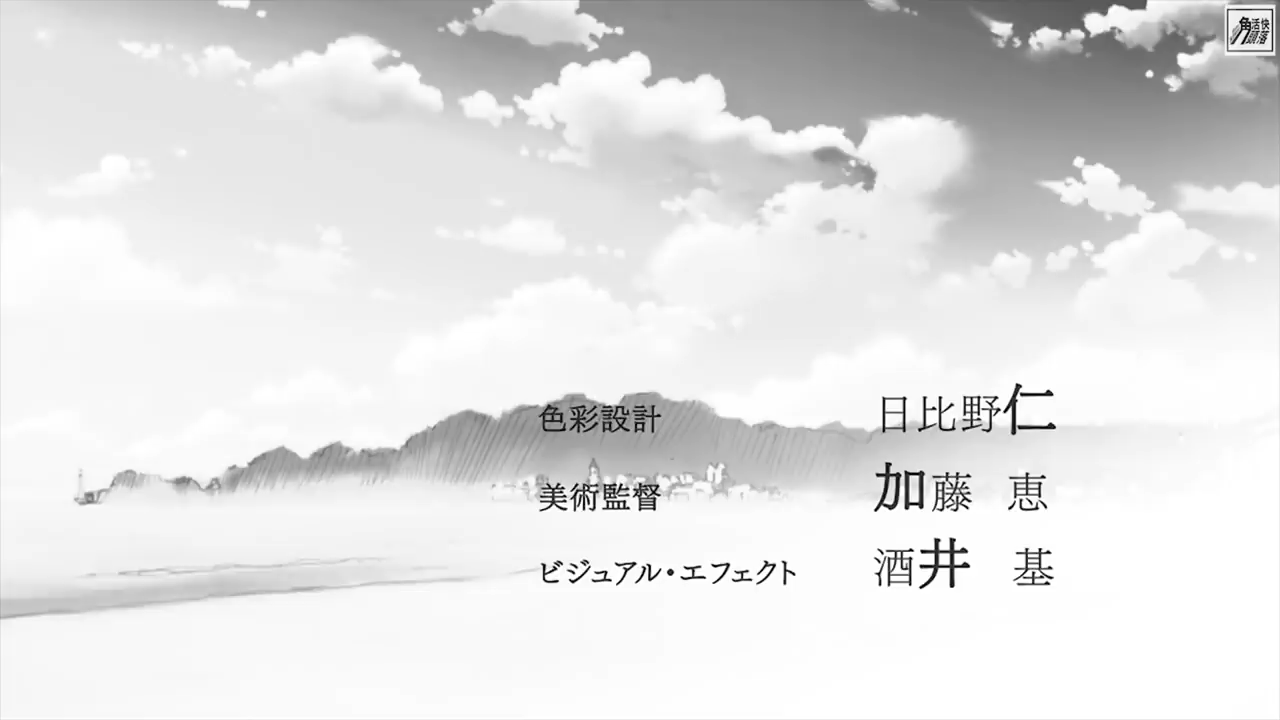 色彩設計 日比野仁
美術監督 加藤 恵
ビジュアル・エフェクト 酒井 基